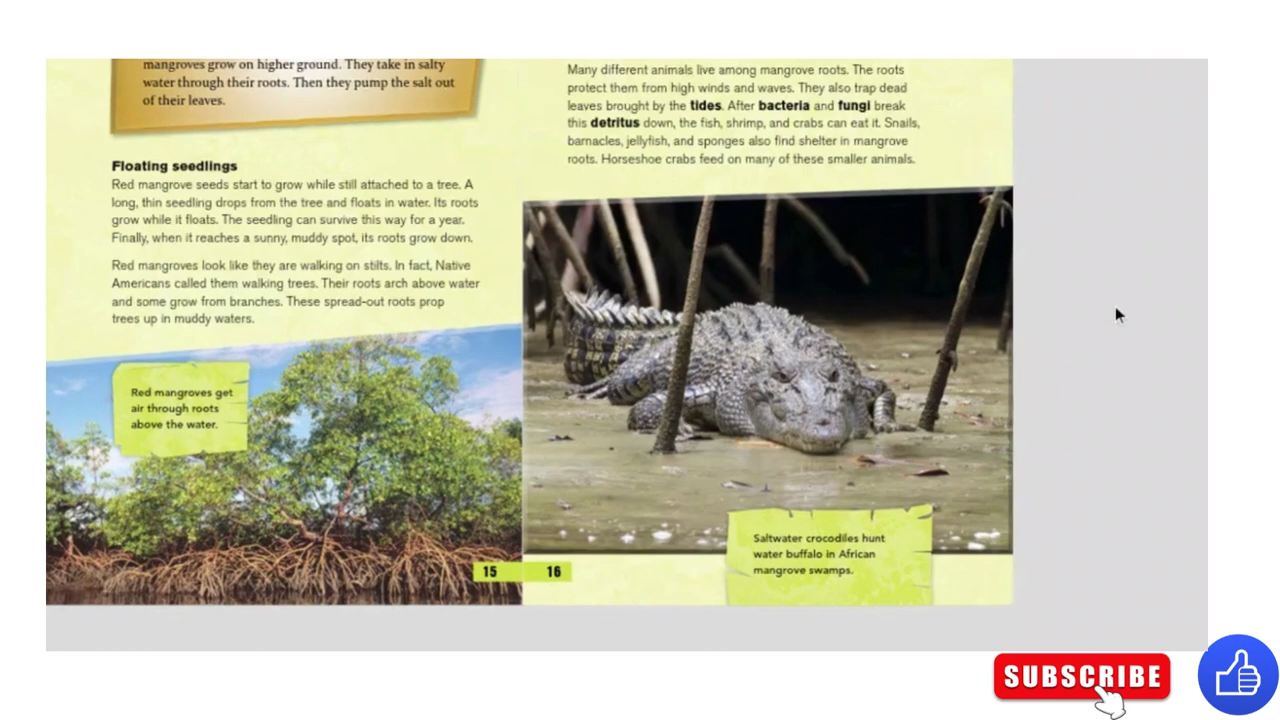 mangroves grow on higher ground. They take in salty
water through their roots. Then they pump the salt out
of their leaves.
Floating seedlings
Red mangrove seeds start to grow while still attached to a tree. A
long, thin seedling drops from the tree and floats in water. Its roots
grow while it floats. The seedling can survive this way for a year.
Finally, when it reaches a sunny, muddy spot, its roots grow down.
Red mangroves look like they are walking on stilts. In fact, Native
Americans called them walking trees. Their roots arch above water
and some grow from branches. These spread-out roots prop
trees up in muddy waters.
Red mangroves get
air through roots
above the water.
15
Many different animals live among mangrove roots. The roots
protect them from high winds and waves. They also trap dead
leaves brought by the tides. After bacteria and fungi break
this detritus down, the fish, shrimp, and crabs can eat it. Snails,
barnacles, jellyfish, and sponges also find shelter in mangrove
roots. Horseshoe crabs feed on many of these smaller animals.
Saltwater crocodiles hunt
water buffalo in African
mangrove swamps.
16
SUBSCRIBE